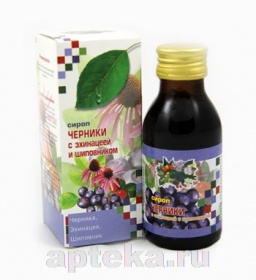 сироп
ЧЕРНИКИ
с эхинацеей
и шиповником
Черника,
Эхинацея,
Шиповник
сироп
ЧЕРНИКИ
apteka.ru